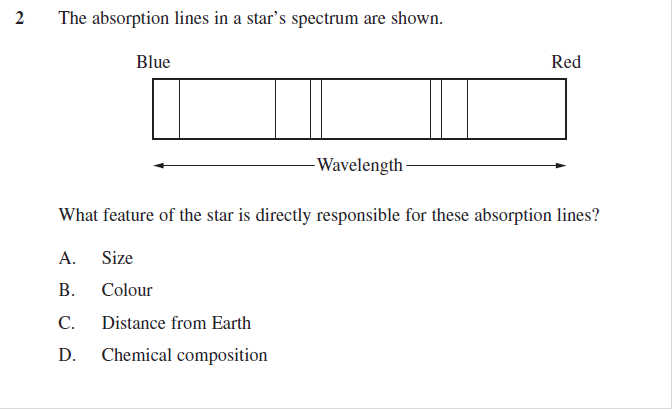 2 The absorption lines in a star's spectrum are shown.
Blue Red
Wavelength
What feature of the star is directly responsible for these absorption lines?
A. Size
B. Colour
C. Distance from Earth
D. Chemical composition